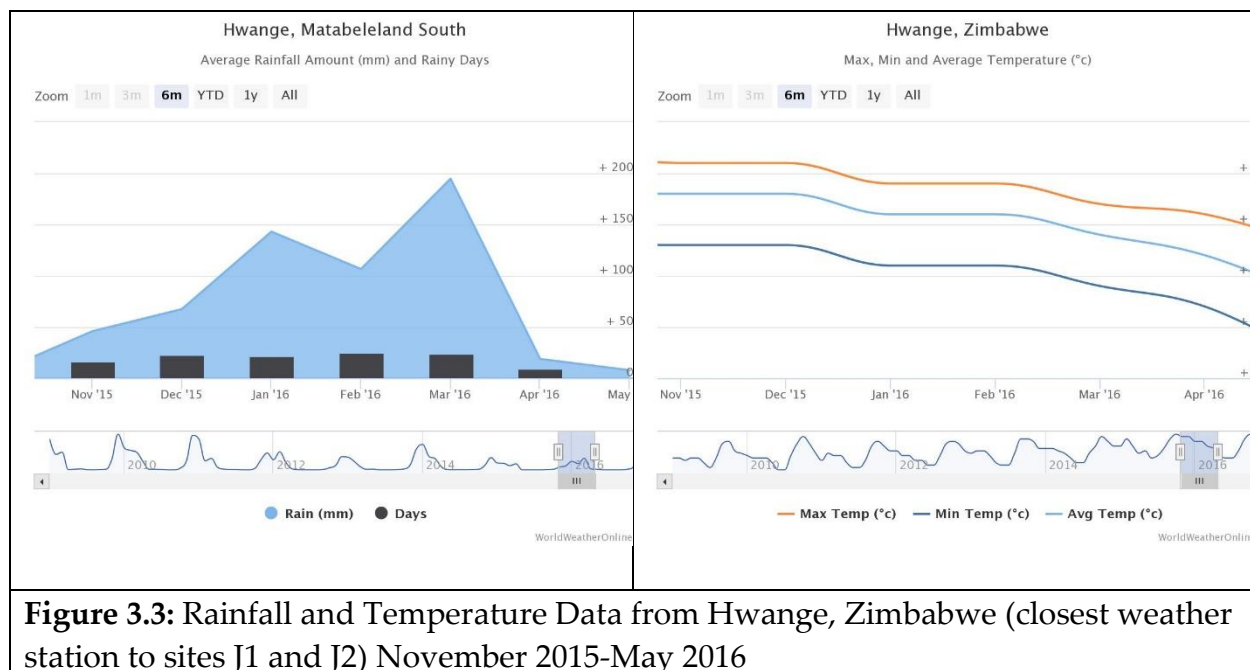 Hwange, Matabeleland South
Average Rainfall Amount (mm) and Rainy Days
Zoom 1m 3m 6m YTD 1y All
+ 200
+ 150
+ 100
+ 50
0
Nov '15 Dec '15 Jan '16 Feb '16 Mar '16 Apr '16 May
2010 2012 2014 2016
Rain (mm) Days
WorldWeatherOnline
Hwange, Zimbabwe
Max, Min and Average Temperature (°c)
Zoom 1m 3m 6m YTD 1y All
+
+
+
+
+
Nov '15 Dec '15 Jan '16 Feb '16 Mar '16 Apr '16
2010 2012 2014 2016
Max Temp (°c) Min Temp (°c) Avg Temp (°c)
WorldWeatherOnline
Figure 3.3: Rainfall and Temperature Data from Hwange, Zimbabwe (closest weather
station to sites J1 and J2) November 2015-May 2016